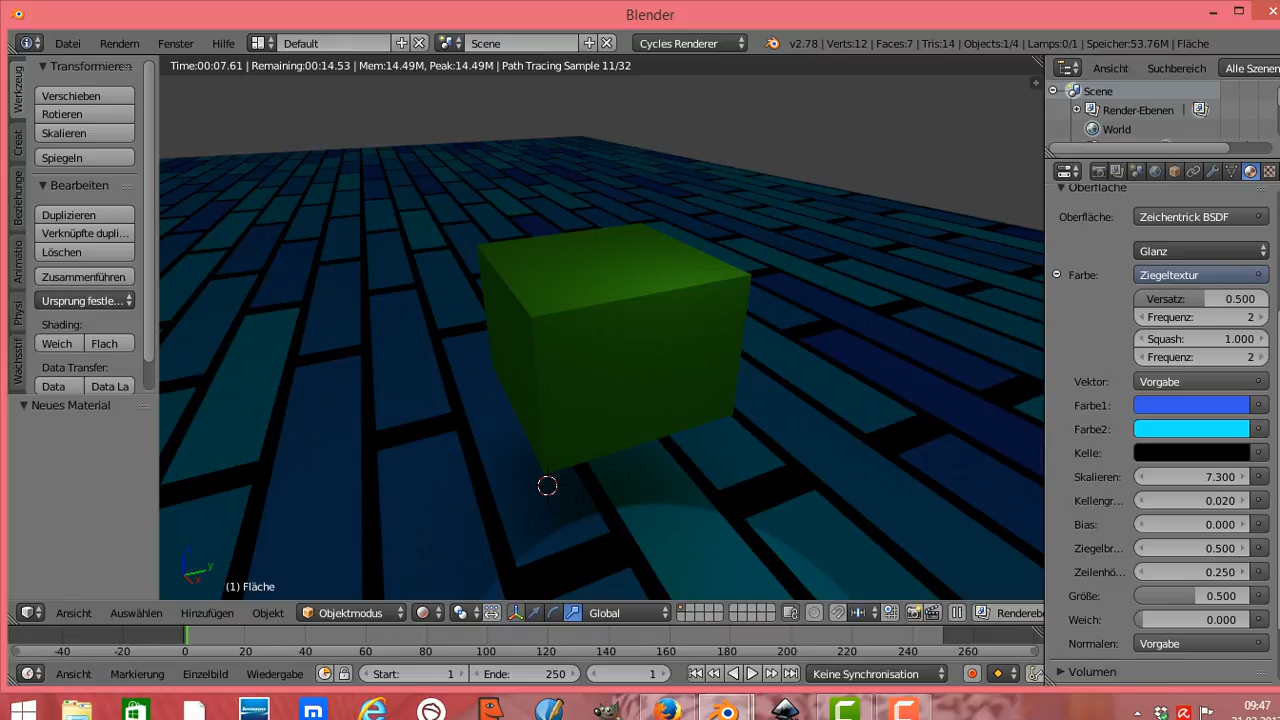 Blender
Datei Rendern Fenster Hilfe Default Scene Cycles Renderer v2.78 | Verts:12 | Faces:7 | Tris:14 | Objects:1/4 | Lamps:0/1 | Speicher:53.76M | Fläche
Time:00:07.61 | Remaining:00:14.53 | Mem:14.49M, Peak:14.49M | Path Tracing Sample 11/32
Ansicht Suchbereich Alle Szenen
Scene
Render-Ebenen
World
Werkzeug
Creat
Beziehunge
Animatio
Physi
Wachsstif
Transformieren
Verschieben
Rotieren
Skalieren
Spiegeln
Bearbeiten
Duplizieren
Verknüpfte dupli...
Löschen
Zusammenführen
Ursprung festle...
Shading:
Weich Flach
Data Transfer:
Data Data La
Neues Material
x y
(1) Fläche
Oberfläche
Oberfläche: Zeichentrick BSDF
Glanz
Farbe: Ziegeltextur
Versatz: 0.500
Frequenz: 2
Squash: 1.000
Frequenz: 2
Vektor: Vorgabe
Farbe1:
Farbe2:
Kelle:
Skalieren: 7.300
Kellengr... 0.020
Bias: 0.000
Ziegelbr... 0.500
Zeilenhö... 0.250
Größe: 0.500
Weich: 0.000
Normalen: Vorgabe
Volumen
Ansicht Auswählen Hinzufügen Objekt Objektmodus Global Rendereb
-40 -20 0 20 40 60 80 100 120 140 160 180 200 220 240 260
Ansicht Markierung Einzelbild Wiedergabe Start: 1 Ende: 250 1 Keine Synchronisation
lenovo
09:47